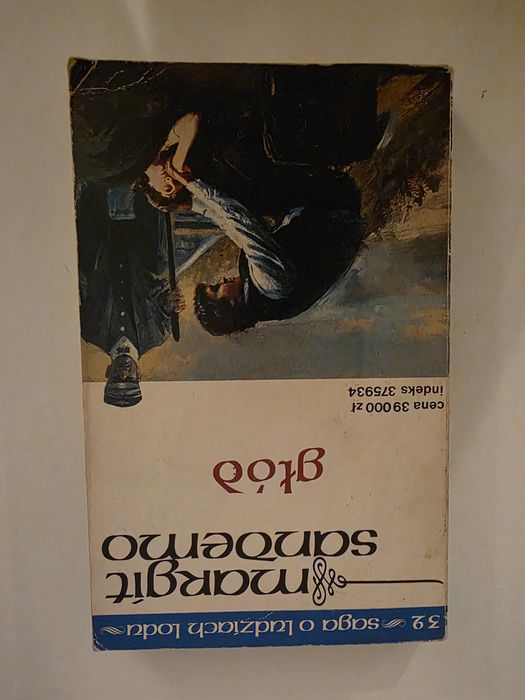 32 saga o ludziach lodu
margit
sandemo
głód
cena 39 000 zł
indeks 375934